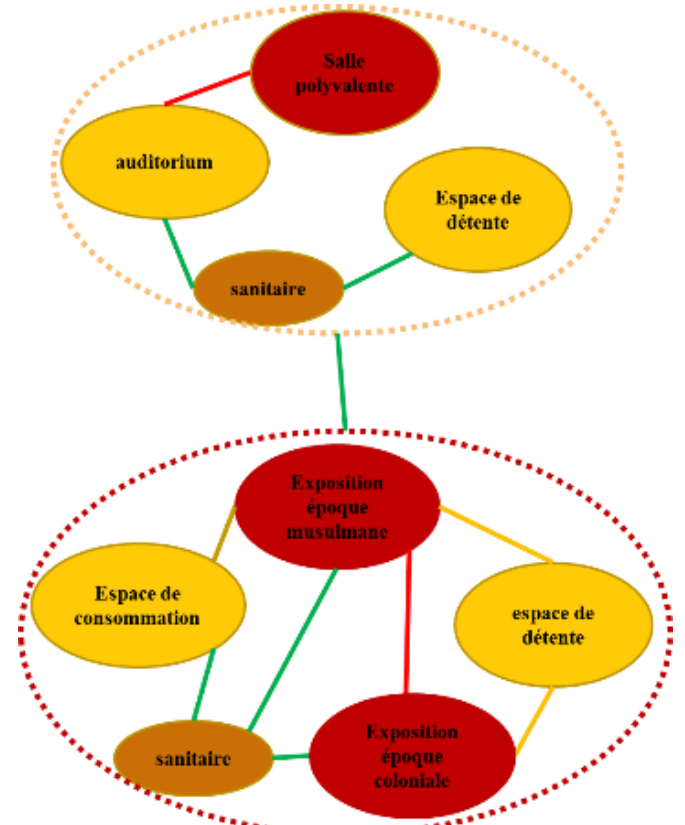 Salle
polyvalente
auditorium
Espace de
détente
sanitaire
Exposition
époque
musulmane
Espace de
consommation
espace de
détente
sanitaire
Exposition
époque
coloniale